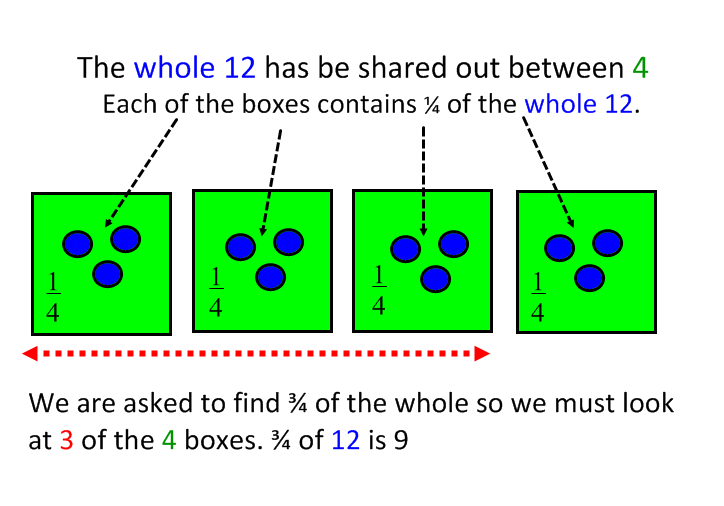 The whole 12 has be shared out between 4
Each of the boxes contains ¼ of the whole 12.
1/4 1/4 1/4 1/4
We are asked to find ¾ of the whole so we must look
at 3 of the 4 boxes. ¾ of 12 is 9